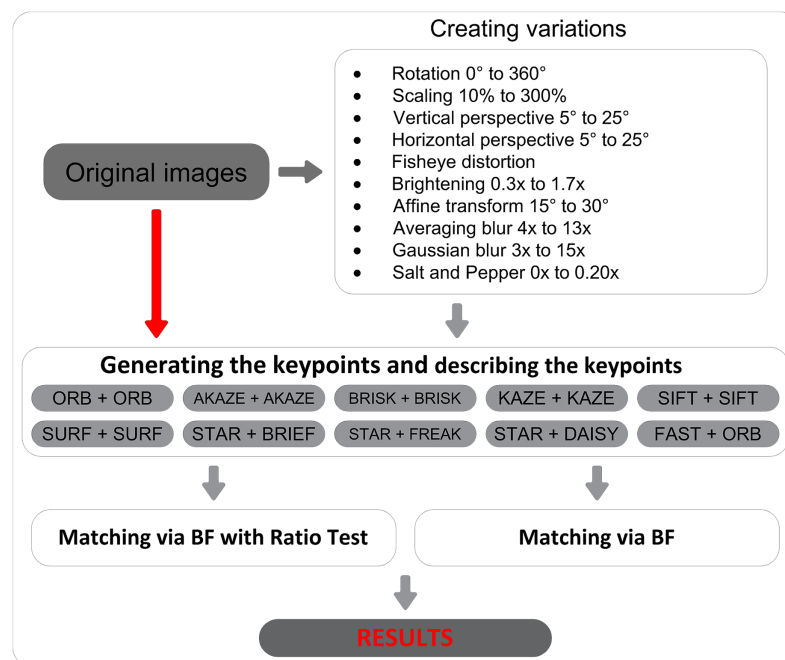 Creating variations
Original images
• Rotation 0° to 360°
• Scaling 10% to 300%
• Vertical perspective 5° to 25°
• Horizontal perspective 5° to 25°
• Fisheye distortion
• Brightening 0.3x to 1.7x
• Affine transform 15° to 30°
• Averaging blur 4x to 13x
• Gaussian blur 3x to 15x
• Salt and Pepper 0x to 0.20x
Generating the keypoints and describing the keypoints
ORB + ORB
AKAZE + AKAZE
BRISK + BRISK
KAZE + KAZE
SIFT + SIFT
SURF + SURF
STAR + BRIEF
STAR + FREAK
STAR + DAISY
FAST + ORB
Matching via BF with Ratio Test
Matching via BF
RESULTS